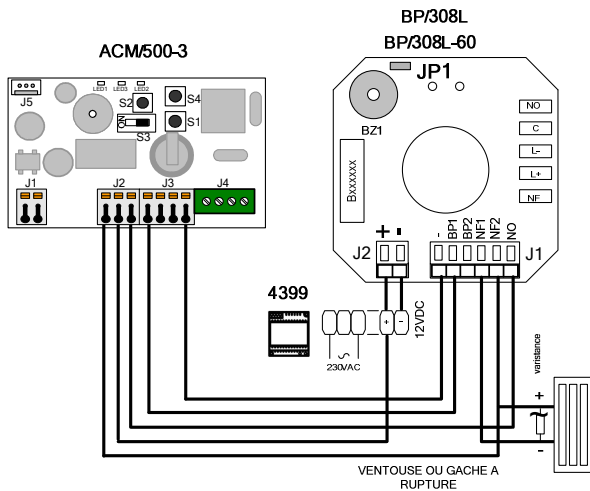 BP/308L
BP/308L-60
ACM/500-3
JP1
LED1 LED3 LED2
J5
S2
S4
ON
S3
S1
BZ1
NO
C
L-
L+
NF
Bxxxxxx
J1
J2
J3
J4
+ -
J2
-
BP1
BP2
NF1
NF2
NO
J1
4399
+ -
12VDC
230VAC
varistance
+
-
VENTOUSE OU GACHE A
RUPTURE